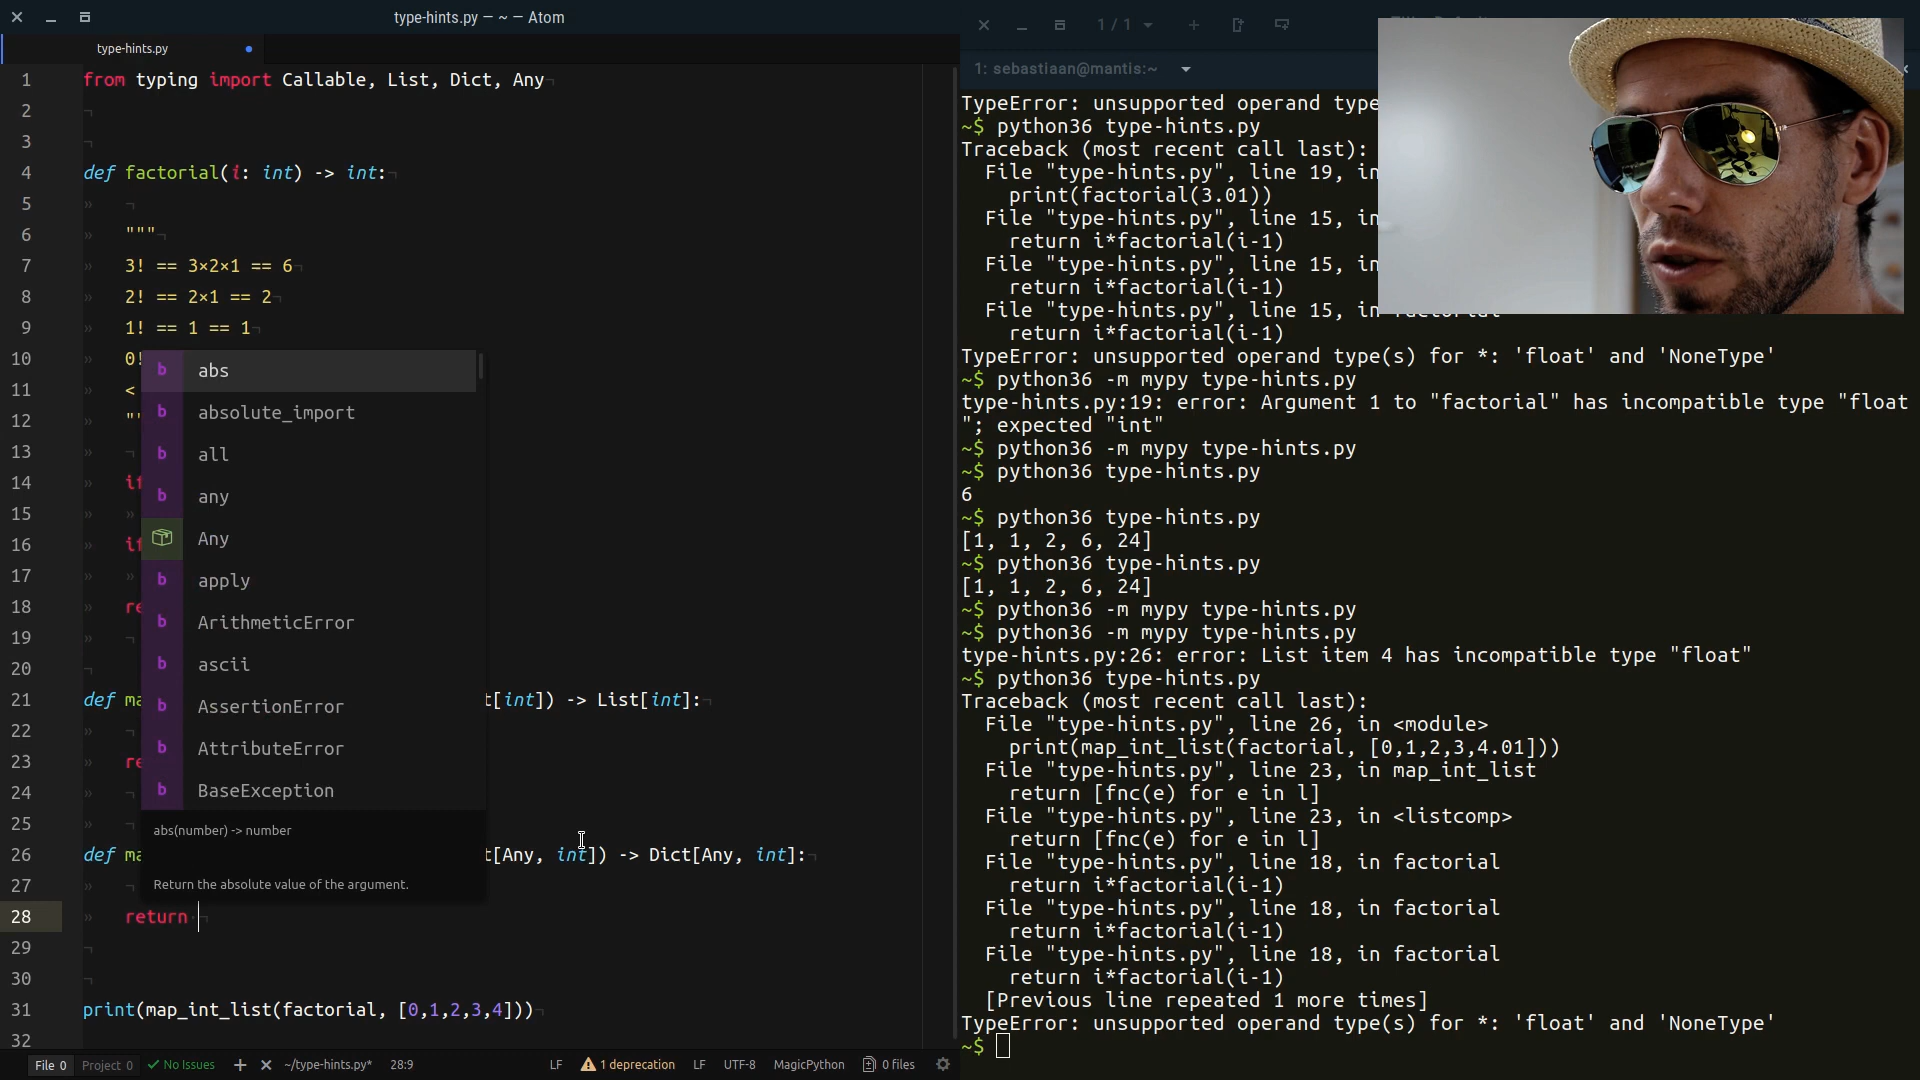 type-hints.py — ~ — Atom
type-hints.py
1 from typing import Callable, List, Dict, Any
2
3
4 def factorial(i: int) -> int:
5
6 """
7 3! == 3×2×1 == 6
8 2! == 2×1 == 2
9 1! == 1 == 1
10 0!
11 <
12 ""
13
14 if
15
16 if
17
18 re
19
20
21 def ma t[int]) -> List[int]:
22
23 re
24
25
26 def ma t[Any, int]) -> Dict[Any, int]:
27
28 return
29
30
31 print(map_int_list(factorial, [0,1,2,3,4]))
32
b abs
b absolute_import
b all
b any
Any
b apply
b ArithmeticError
b ascii
b AssertionError
b AttributeError
b BaseException
abs(number) -> number
Return the absolute value of the argument.
File 0 Project 0 No Issues ~/type-hints.py* 28:9 LF 1 deprecation LF UTF-8 MagicPython 0 files
1 / 1
1: sebastiaan@mantis:~
TypeError: unsupported operand type
~$ python36 type-hints.py
Traceback (most recent call last):
File "type-hints.py", line 19, in
print(factorial(3.01))
File "type-hints.py", line 15, in
return i*factorial(i-1)
File "type-hints.py", line 15, in
return i*factorial(i-1)
File "type-hints.py", line 15, in factorial
return i*factorial(i-1)
TypeError: unsupported operand type(s) for *: 'float' and 'NoneType'
~$ python36 -m mypy type-hints.py
type-hints.py:19: error: Argument 1 to "factorial" has incompatible type "float
"; expected "int"
~$ python36 -m mypy type-hints.py
~$ python36 type-hints.py
6
~$ python36 type-hints.py
[1, 1, 2, 6, 24]
~$ python36 type-hints.py
[1, 1, 2, 6, 24]
~$ python36 -m mypy type-hints.py
~$ python36 -m mypy type-hints.py
type-hints.py:26: error: List item 4 has incompatible type "float"
~$ python36 type-hints.py
Traceback (most recent call last):
File "type-hints.py", line 26, in <module>
print(map_int_list(factorial, [0,1,2,3,4.01]))
File "type-hints.py", line 23, in map_int_list
return [fnc(e) for e in l]
File "type-hints.py", line 23, in <listcomp>
return [fnc(e) for e in l]
File "type-hints.py", line 18, in factorial
return i*factorial(i-1)
File "type-hints.py", line 18, in factorial
return i*factorial(i-1)
File "type-hints.py", line 18, in factorial
return i*factorial(i-1)
[Previous line repeated 1 more times]
TypeError: unsupported operand type(s) for *: 'float' and 'NoneType'
~$